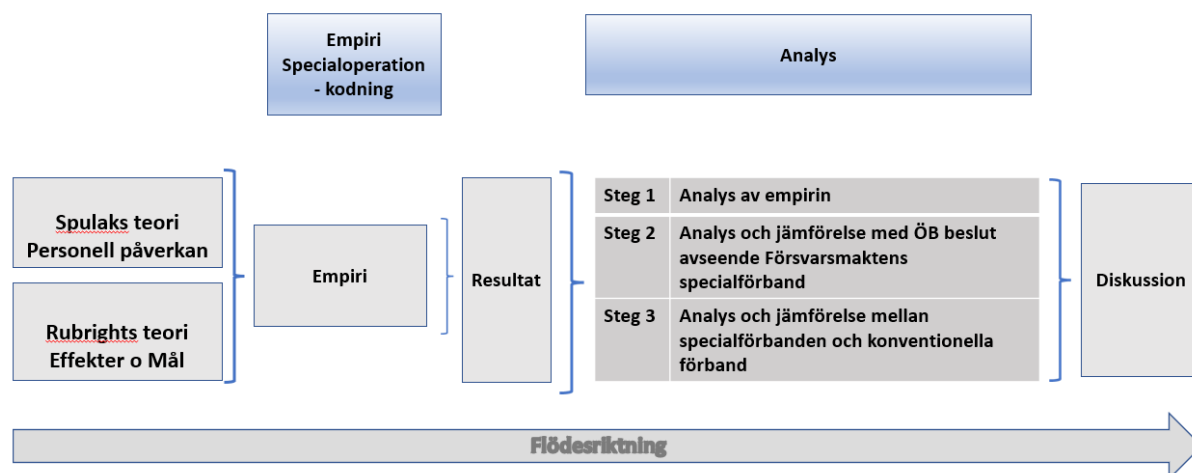 Empiri
Specialoperation
- kodning
Analys
Spulaks teori
Personell påverkan
Rubrights teori
Effekter o Mål
Empiri
Resultat
Steg 1 Analys av empirin
Steg 2 Analys och jämförelse med ÖB beslut
avseende Försvarsmaktens
specialförband
Steg 3 Analys och jämförelse mellan
specialförbanden och konventionella
förband
Diskussion
Flödesriktning